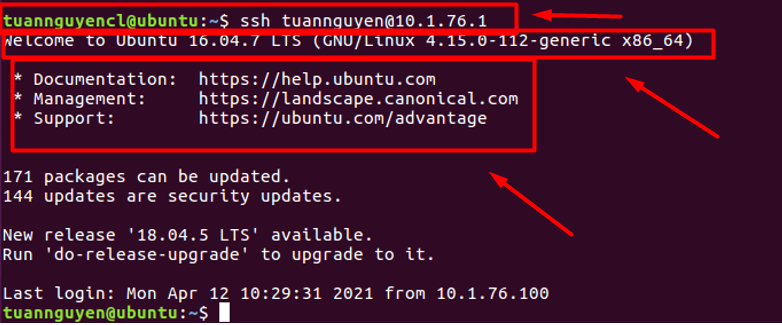 tuannguyencl@ubuntu:~$ ssh tuannguyen@10.1.76.1
Welcome to Ubuntu 16.04.7 LTS (GNU/Linux 4.15.0-112-generic x86_64)
* Documentation:  https://help.ubuntu.com
* Management:     https://landscape.canonical.com
* Support:        https://ubuntu.com/advantage
171 packages can be updated.
144 updates are security updates.
New release '18.04.5 LTS' available.
Run 'do-release-upgrade' to upgrade to it.
Last login: Mon Apr 12 10:29:31 2021 from 10.1.76.100
tuannguyen@ubuntu:~$